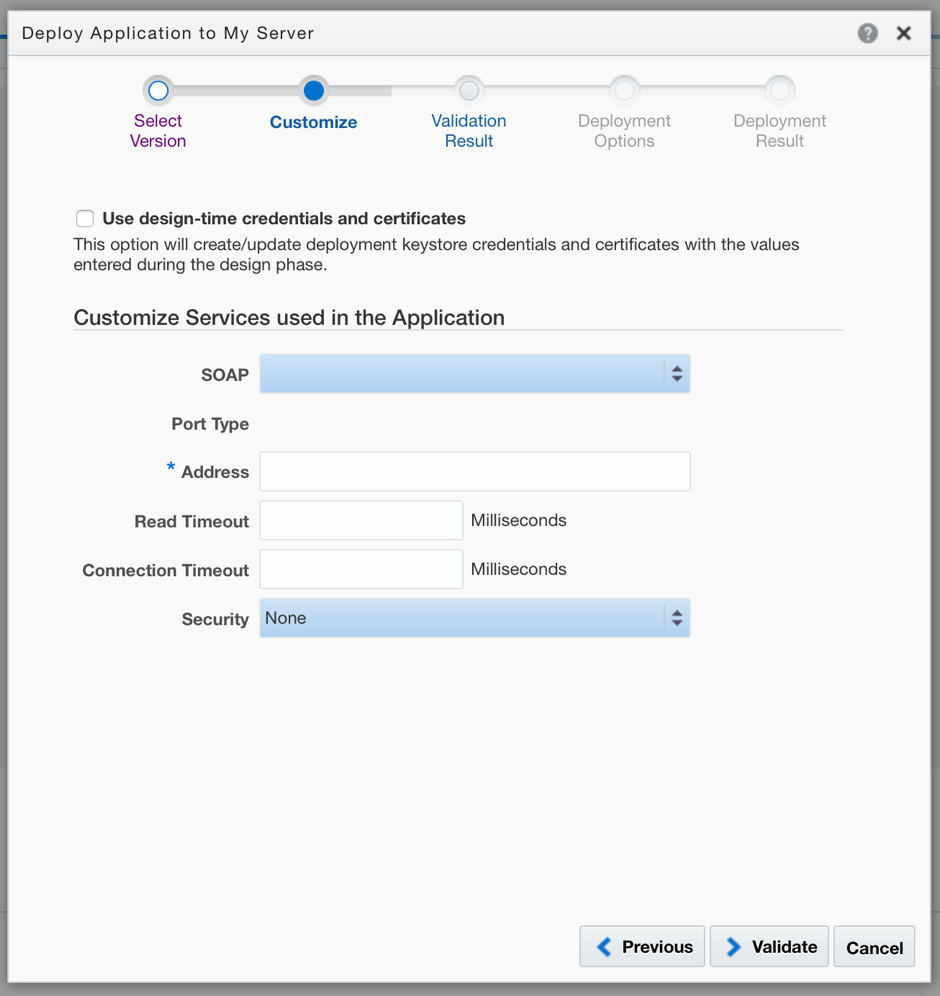 Deploy Application to My Server
?
Select
Version
Customize
Validation
Result
Deployment
Options
Deployment
Result
Use design-time credentials and certificates
This option will create/update deployment keystore credentials and certificates with the values
entered during the design phase.
Customize Services used in the Application
SOAP
Port Type
* Address
Read Timeout
Milliseconds
Connection Timeout
Milliseconds
Security
None
Previous
Validate
Cancel